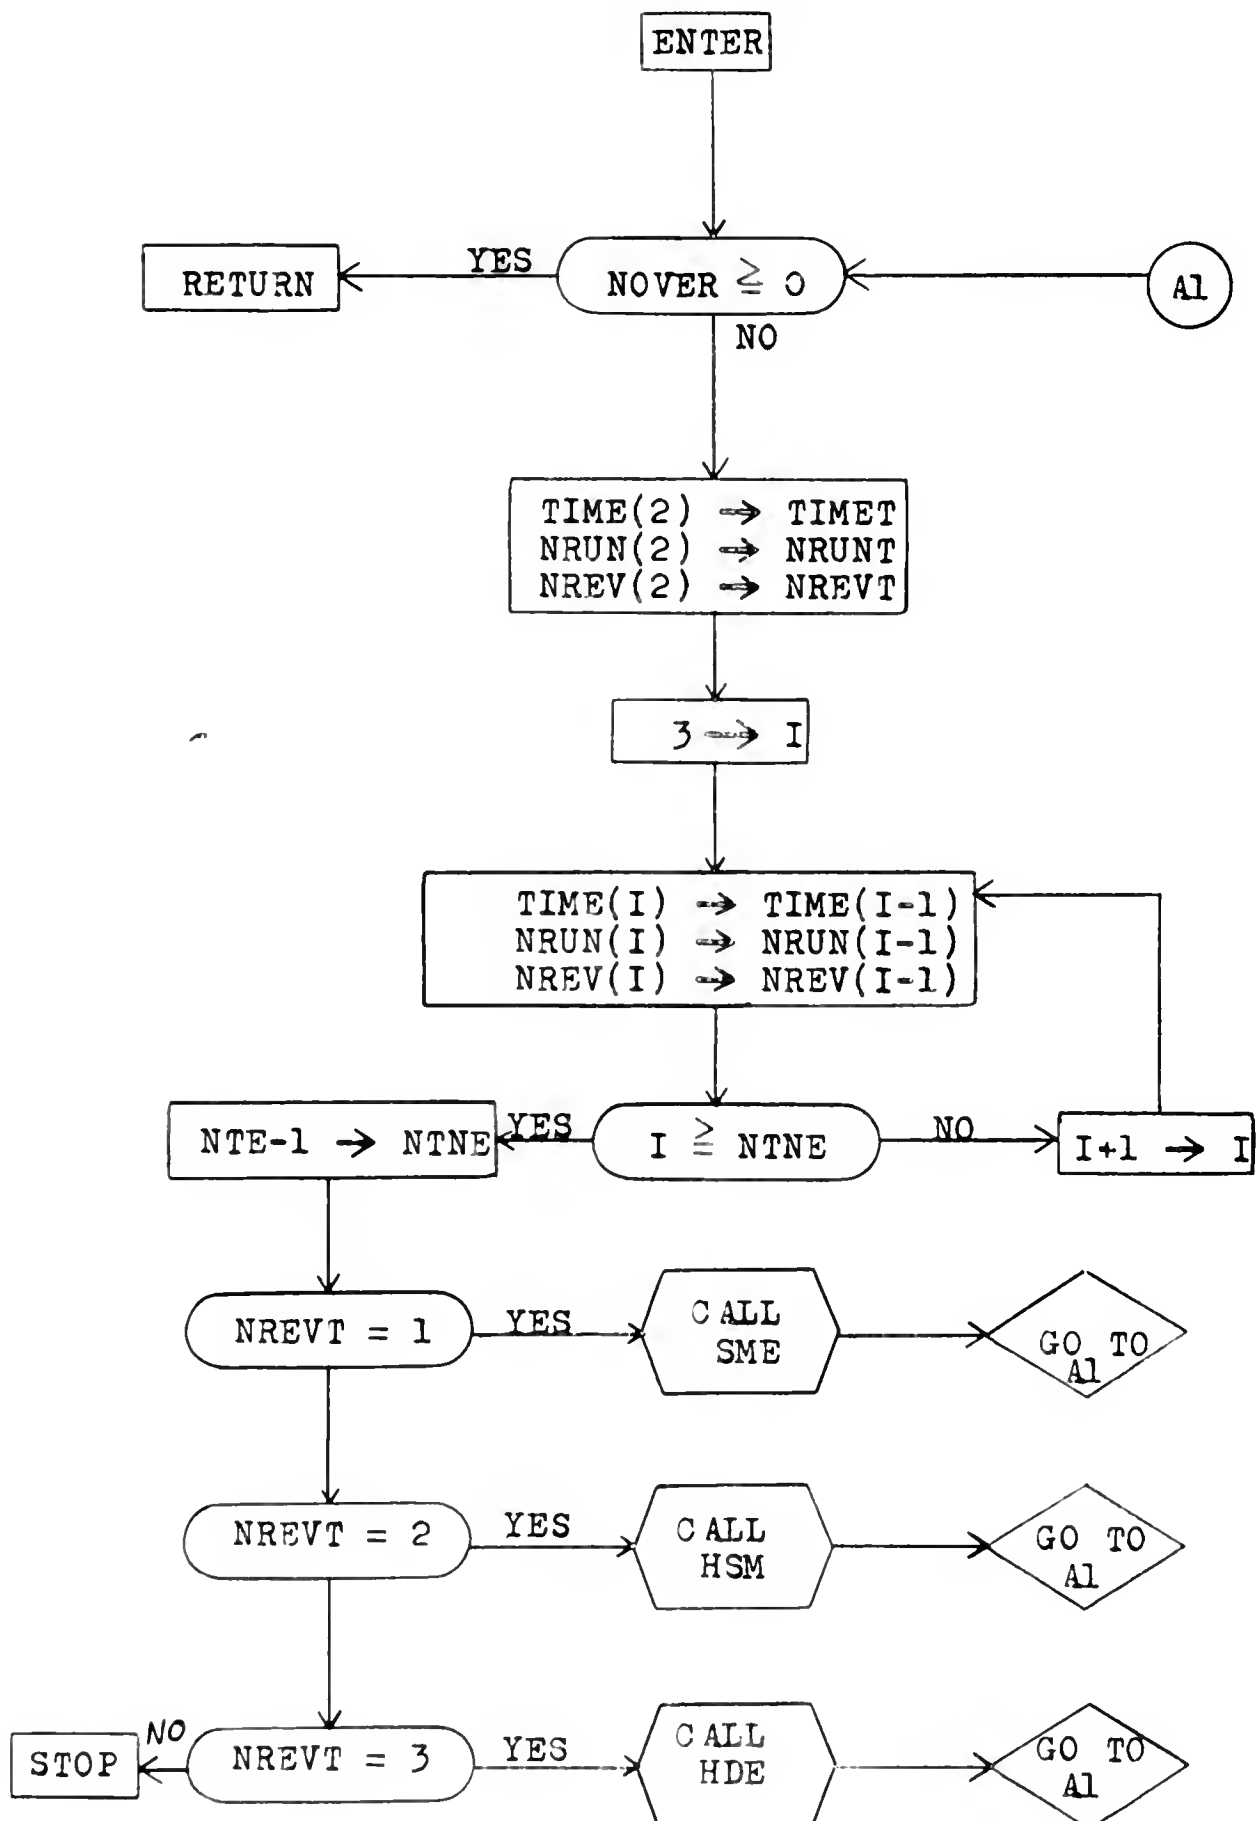 ENTER
YES
RETURN
NOVER ≧ 0
A1
NO
TIME(2) → TIMET
NRUN(2) → NRUNT
NREV(2) → NREVT
3 → I
TIME(I) → TIME(I-1)
NRUN(I) → NRUN(I-1)
NREV(I) → NREV(I-1)
NTE-1 → NTNE
YES
I ≧ NTNE
NO
I+1 → I
NREVT = 1
YES
CALL
SME
GO TO
A1
NREVT = 2
YES
CALL
HSM
GO TO
A1
STOP
NO
NREVT = 3
YES
CALL
HDE
GO TO
A1